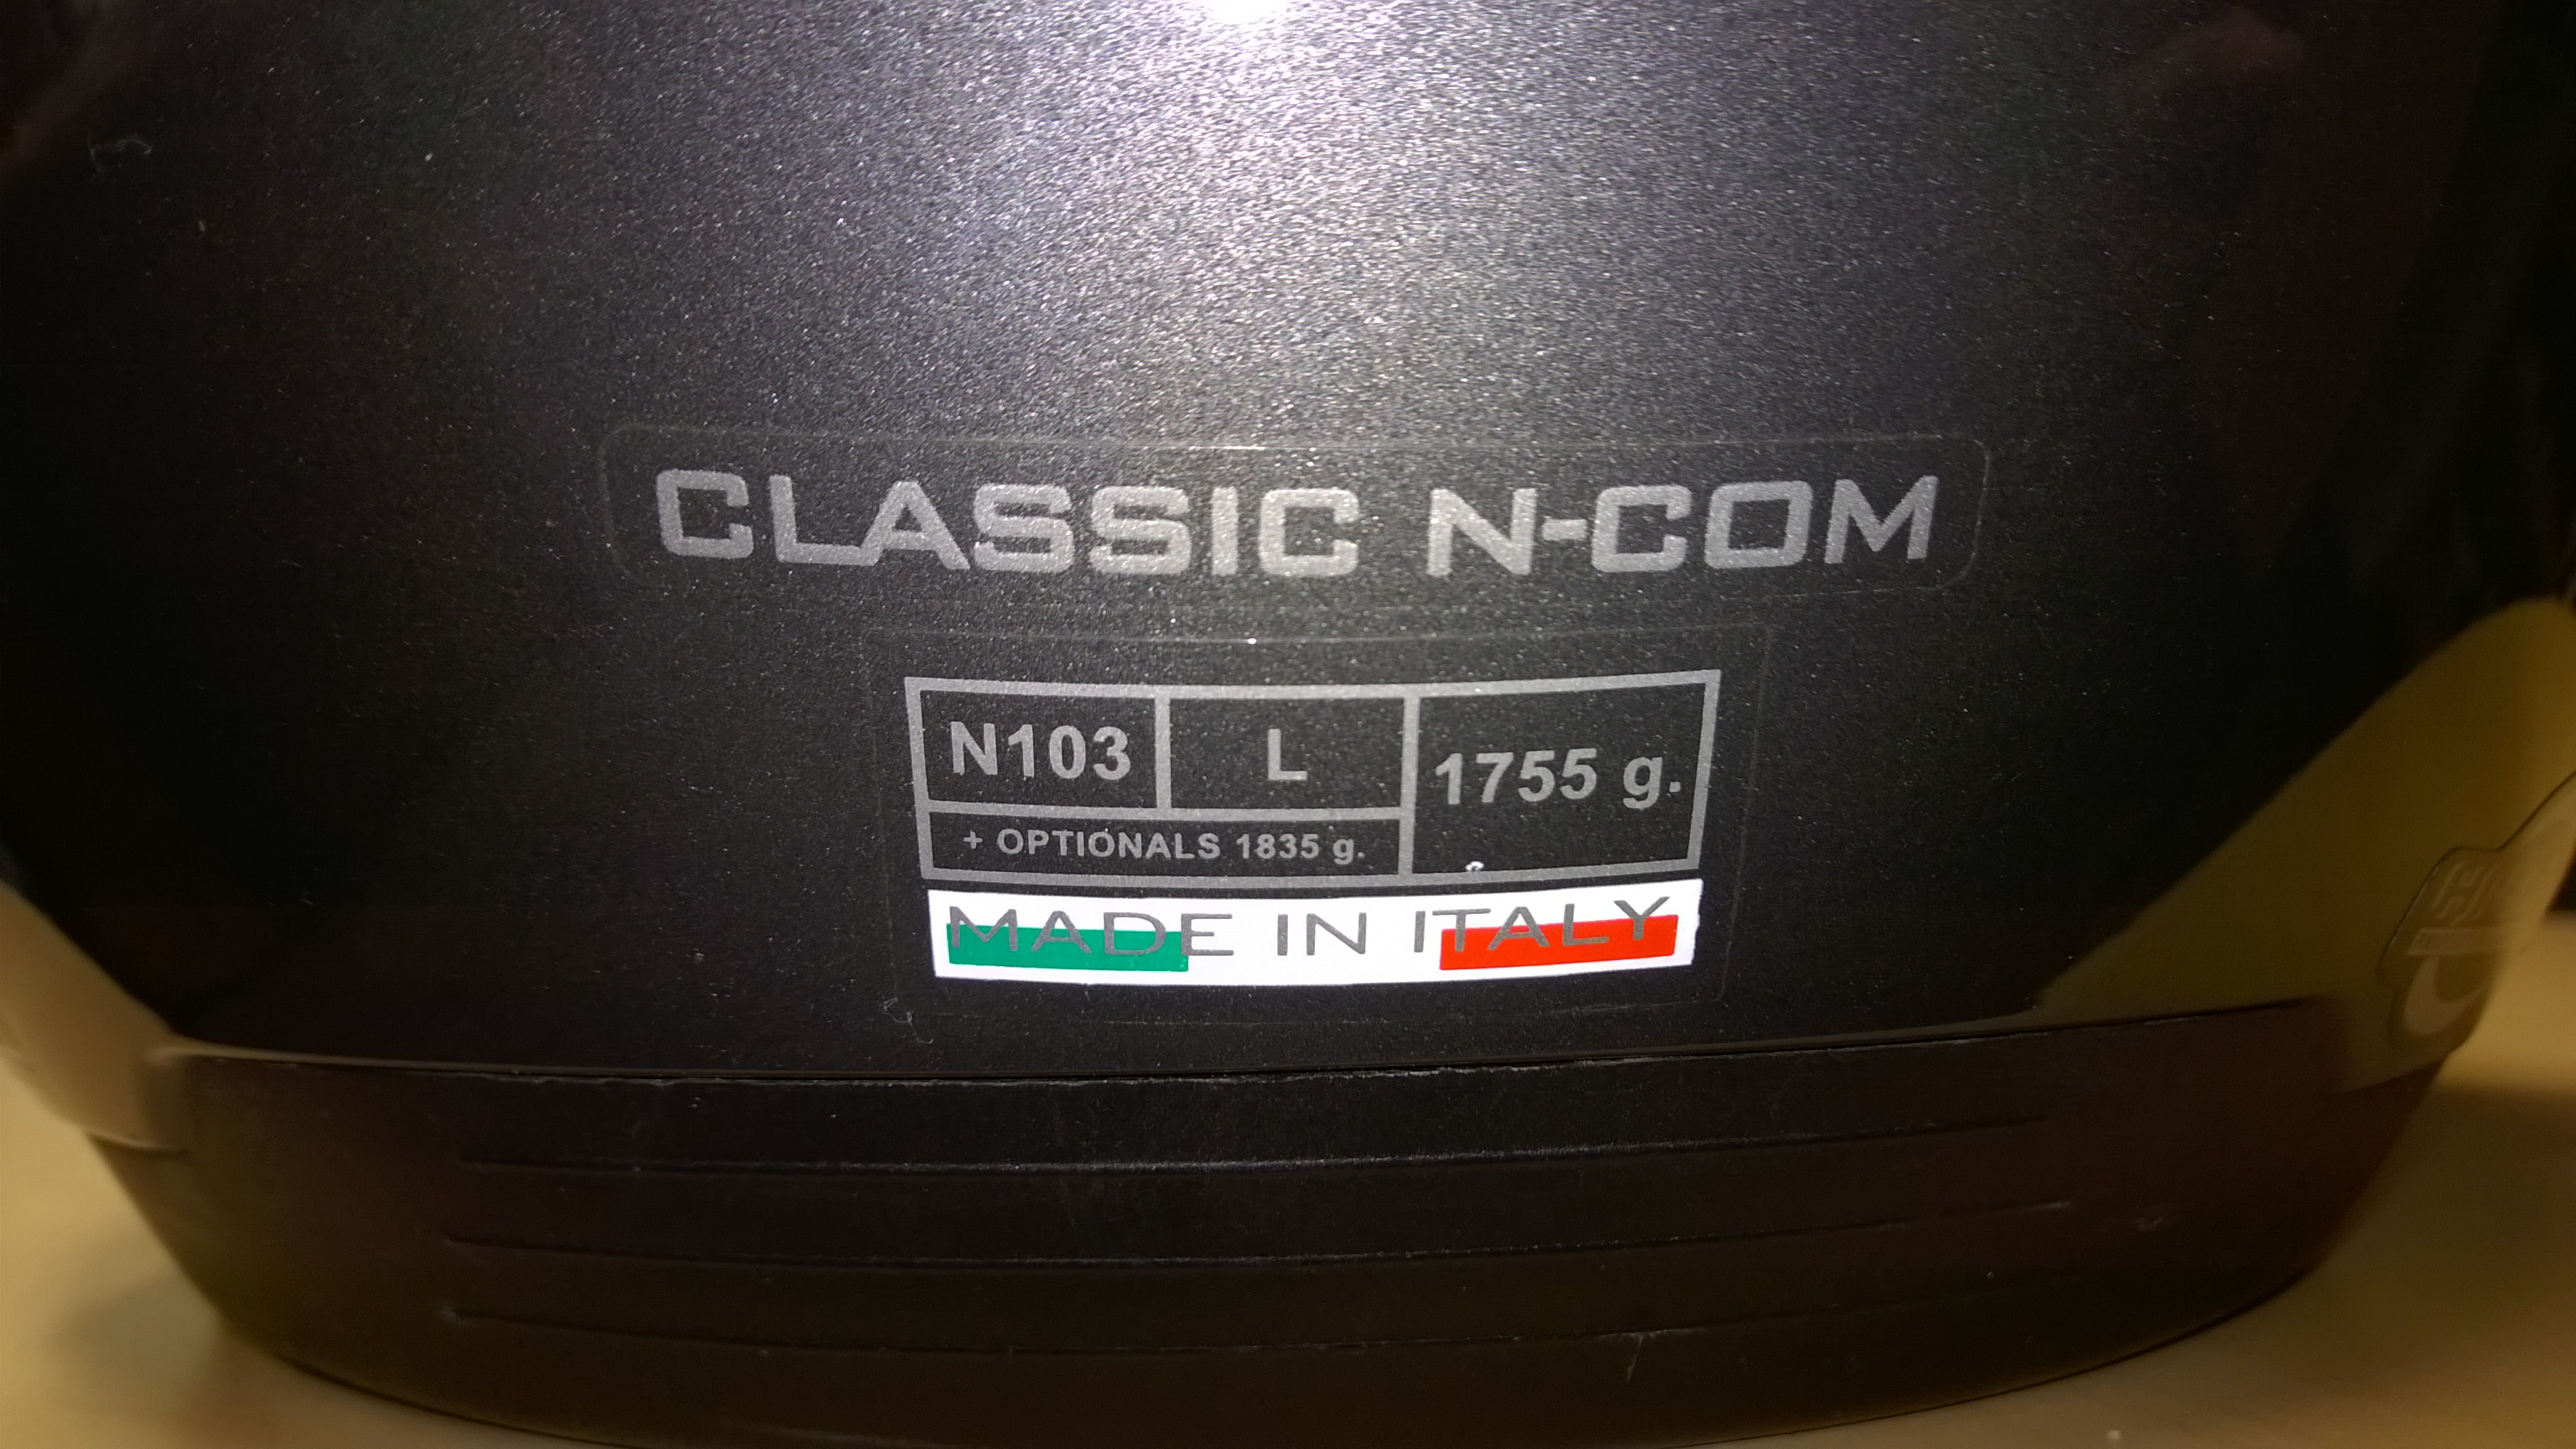 CLASSIC N-COM
N103 L 1755 g.
+ OPTIONALS 1835 g.
MADE IN ITALY